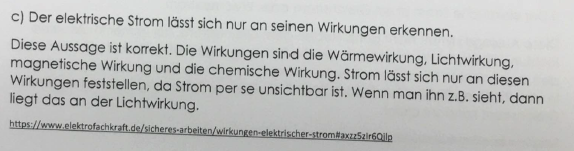 c) Der elektrische Strom lässt sich nur an seinen Wirkungen erkennen.
Diese Aussage ist korrekt. Die Wirkungen sind die Wärmewirkung, Lichtwirkung,
magnetische Wirkung und die chemische Wirkung. Strom lässt sich nur an diesen
Wirkungen feststellen, da Strom per se unsichtbar ist. Wenn man ihn z.B. sieht, dann
liegt das an der Lichtwirkung.
https://www.elektrofachkraft.de/sicheres-arbeiten/wirkungen-elektrischer-strom#axzz5zIr6Qjlp